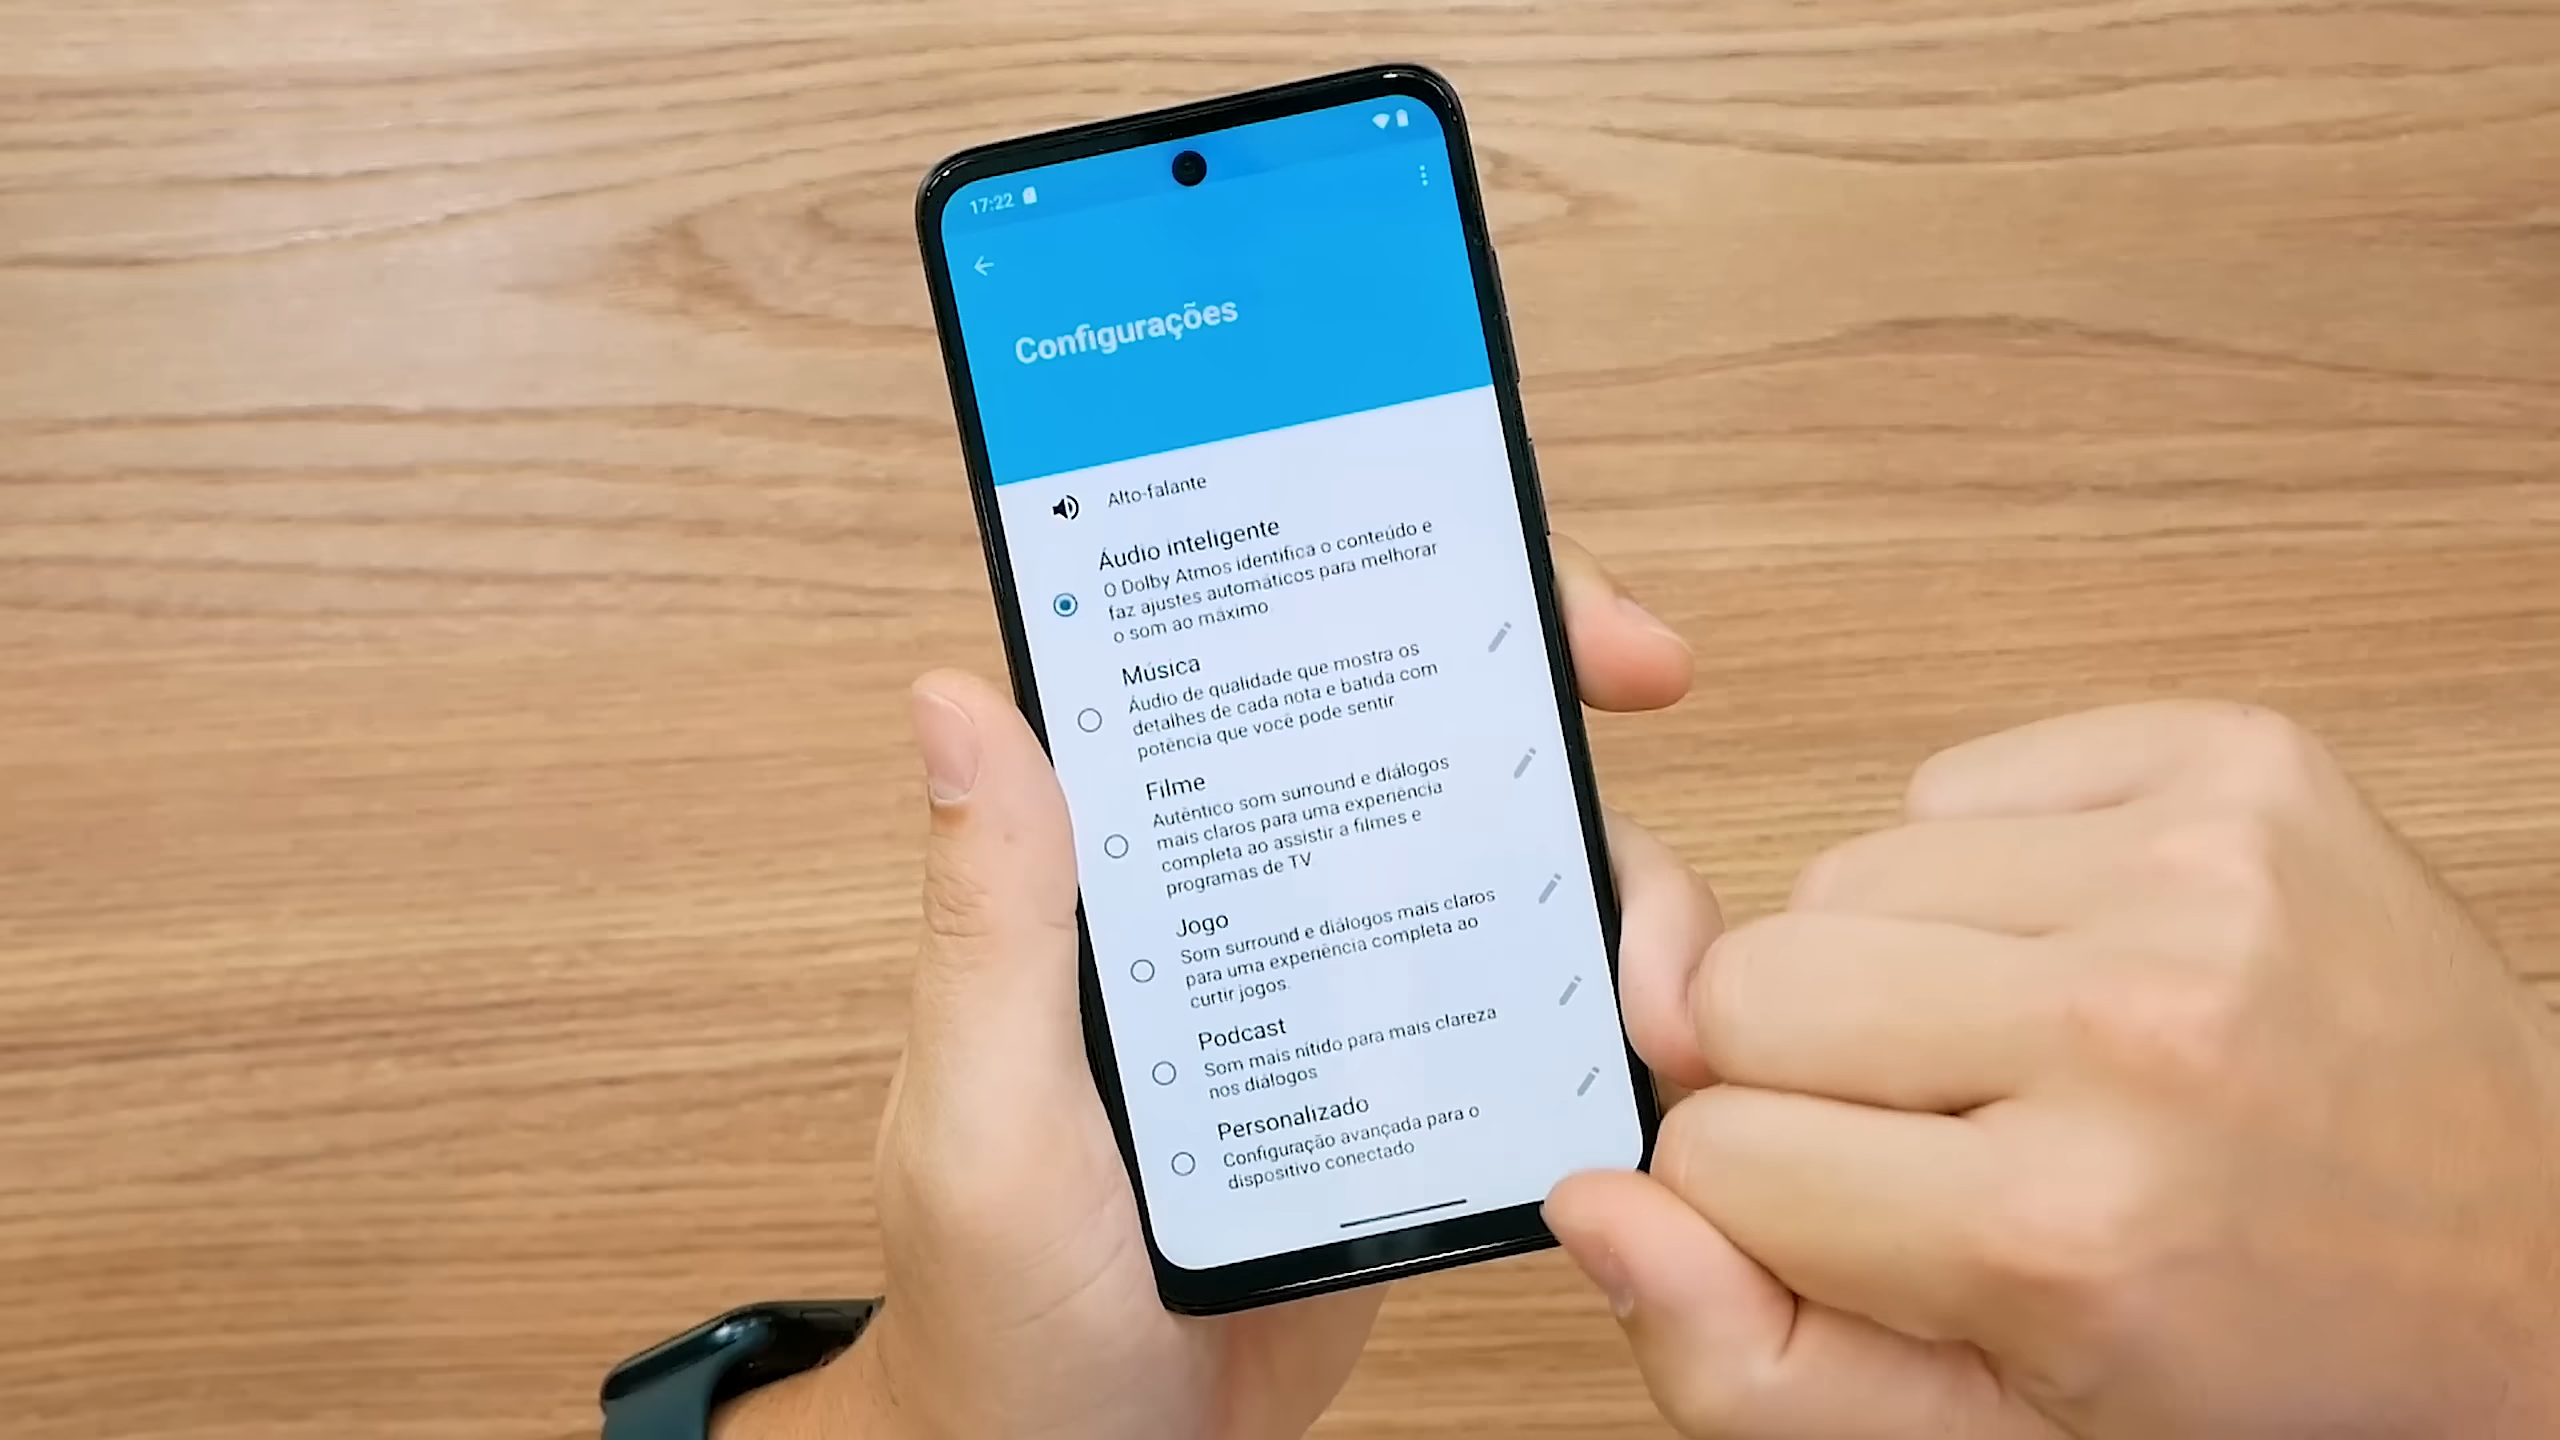 17:22
Configurações
Alto-falante
Áudio inteligente
O Dolby Atmos identifica o conteúdo e
faz ajustes automáticos para melhorar
o som ao máximo
Música
Áudio de qualidade que mostra os
detalhes de cada nota e batida com
potência que você pode sentir
Filme
Autêntico som surround e diálogos
mais claros para uma experiência
completa ao assistir a filmes e
programas de TV
Jogo
Som surround e diálogos mais claros
para uma experiência completa ao
curtir jogos.
Podcast
Som mais nítido para mais clareza
nos diálogos
Personalizado
Configuração avançada para o
dispositivo conectado